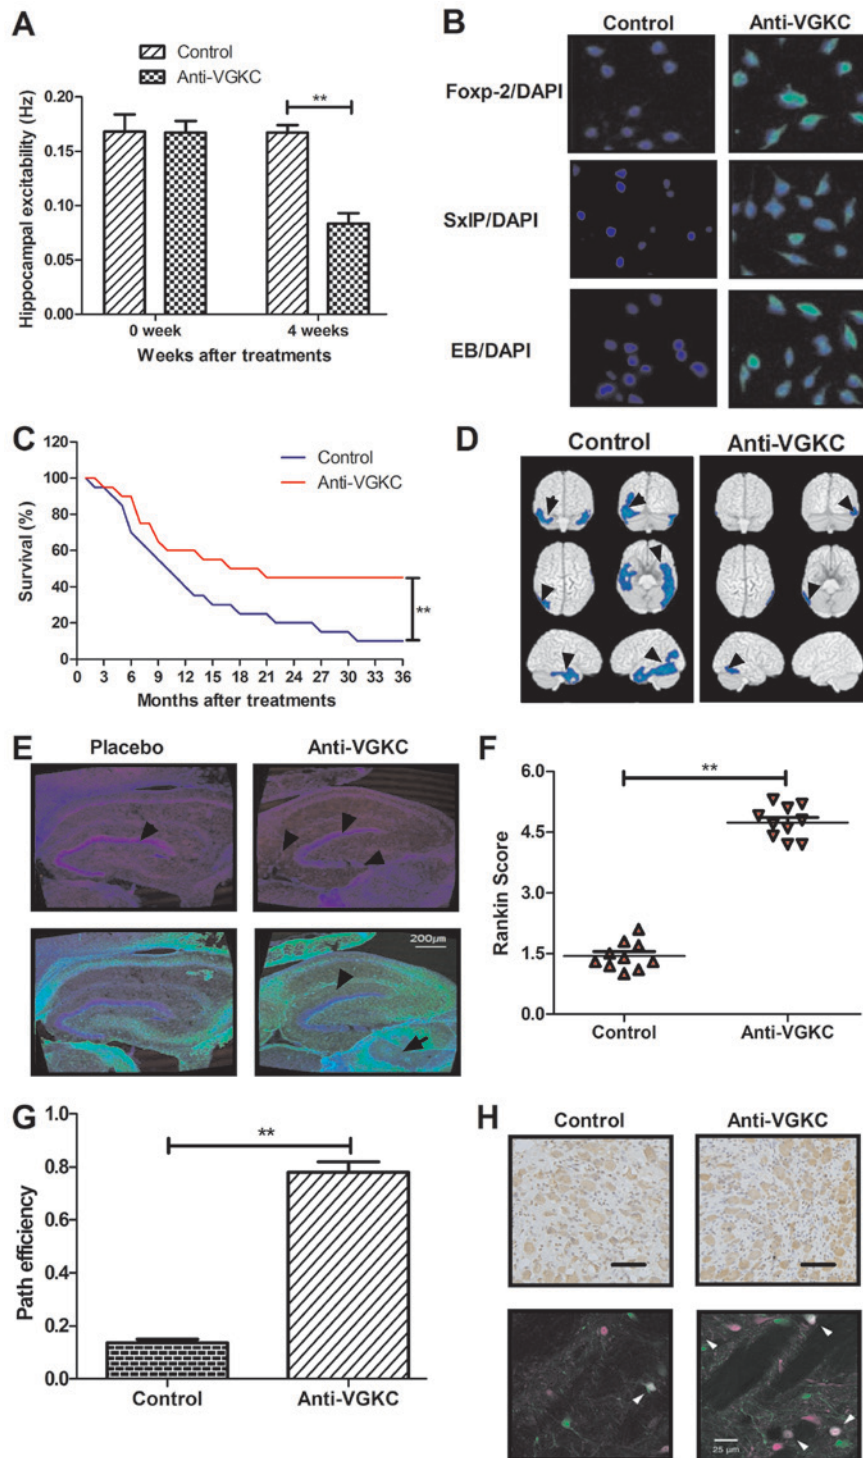 A
Control
Anti-VGKC
**
Hippocampal excitability (Hz)
0.20
0.15
0.10
0.05
0.00
0 week
4 weeks
Weeks after treatments
B
Control
Anti-VGKC
Foxp-2/DAPI
SxIP/DAPI
EB/DAPI
C
Control
Anti-VGKC
Survival (%)
120
100
80
60
40
20
0
**
0 3 6 9 12 15 18 21 24 27 30 33 36
Months after treatments
D
Control
Anti-VGKC
E
Placebo
Anti-VGKC
200µm
F
**
Rankin Score
6.0
4.5
3.0
1.5
0.0
Control
Anti-VGKC
G
**
Path efficiency
1.0
0.8
0.6
0.4
0.2
0.0
Control
Anti-VGKC
H
Control
Anti-VGKC
25 µm